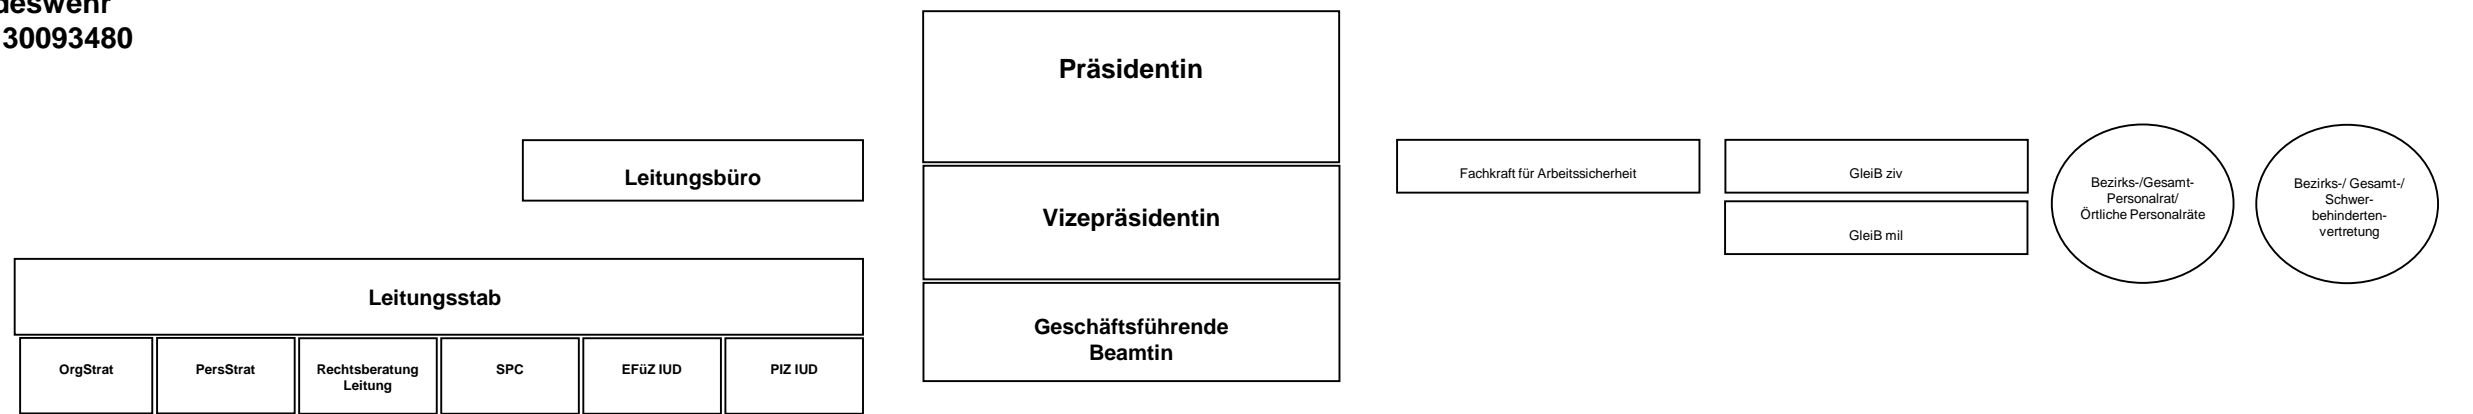 deswehr
30093480
Präsidentin
Leitungsbüro
Vizepräsidentin
Fachkraft für Arbeitssicherheit
GleiB ziv
GleiB mil
Bezirks-/Gesamt-
Personalrat/
Örtliche Personalräte
Bezirks-/ Gesamt-/
Schwer-
behinderten-
vertretung
Leitungsstab
Geschäftsführende
Beamtin
OrgStrat
PersStrat
Rechtsberatung
Leitung
SPC
EFüZ IUD
PIZ IUD